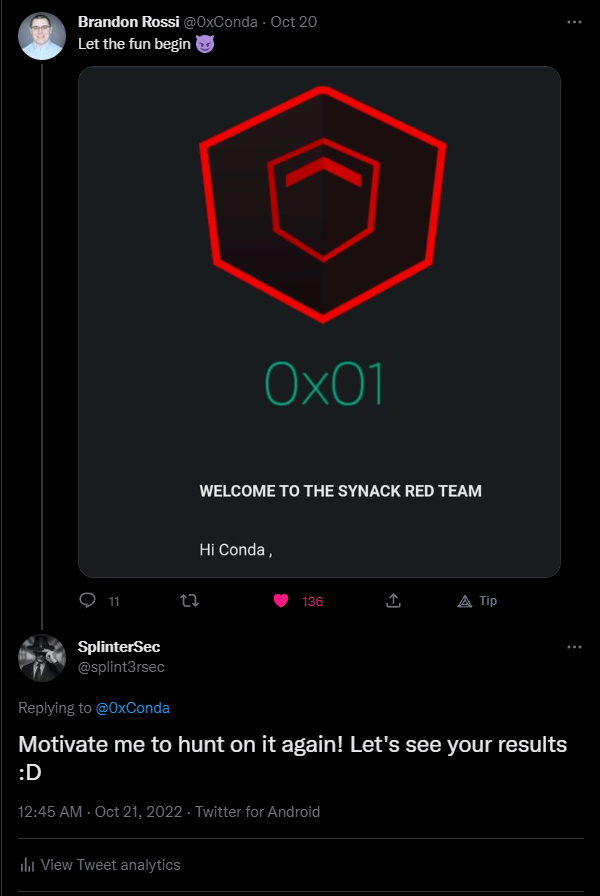 Brandon Rossi @0xConda · Oct 20
Let the fun begin 😈
0x01
WELCOME TO THE SYNACK RED TEAM
Hi Conda ,
11
136
Tip
SplinterSec
@splint3rsec
Replying to @0xConda
Motivate me to hunt on it again! Let's see your results
:D
12:45 AM · Oct 21, 2022 · Twitter for Android
View Tweet analytics